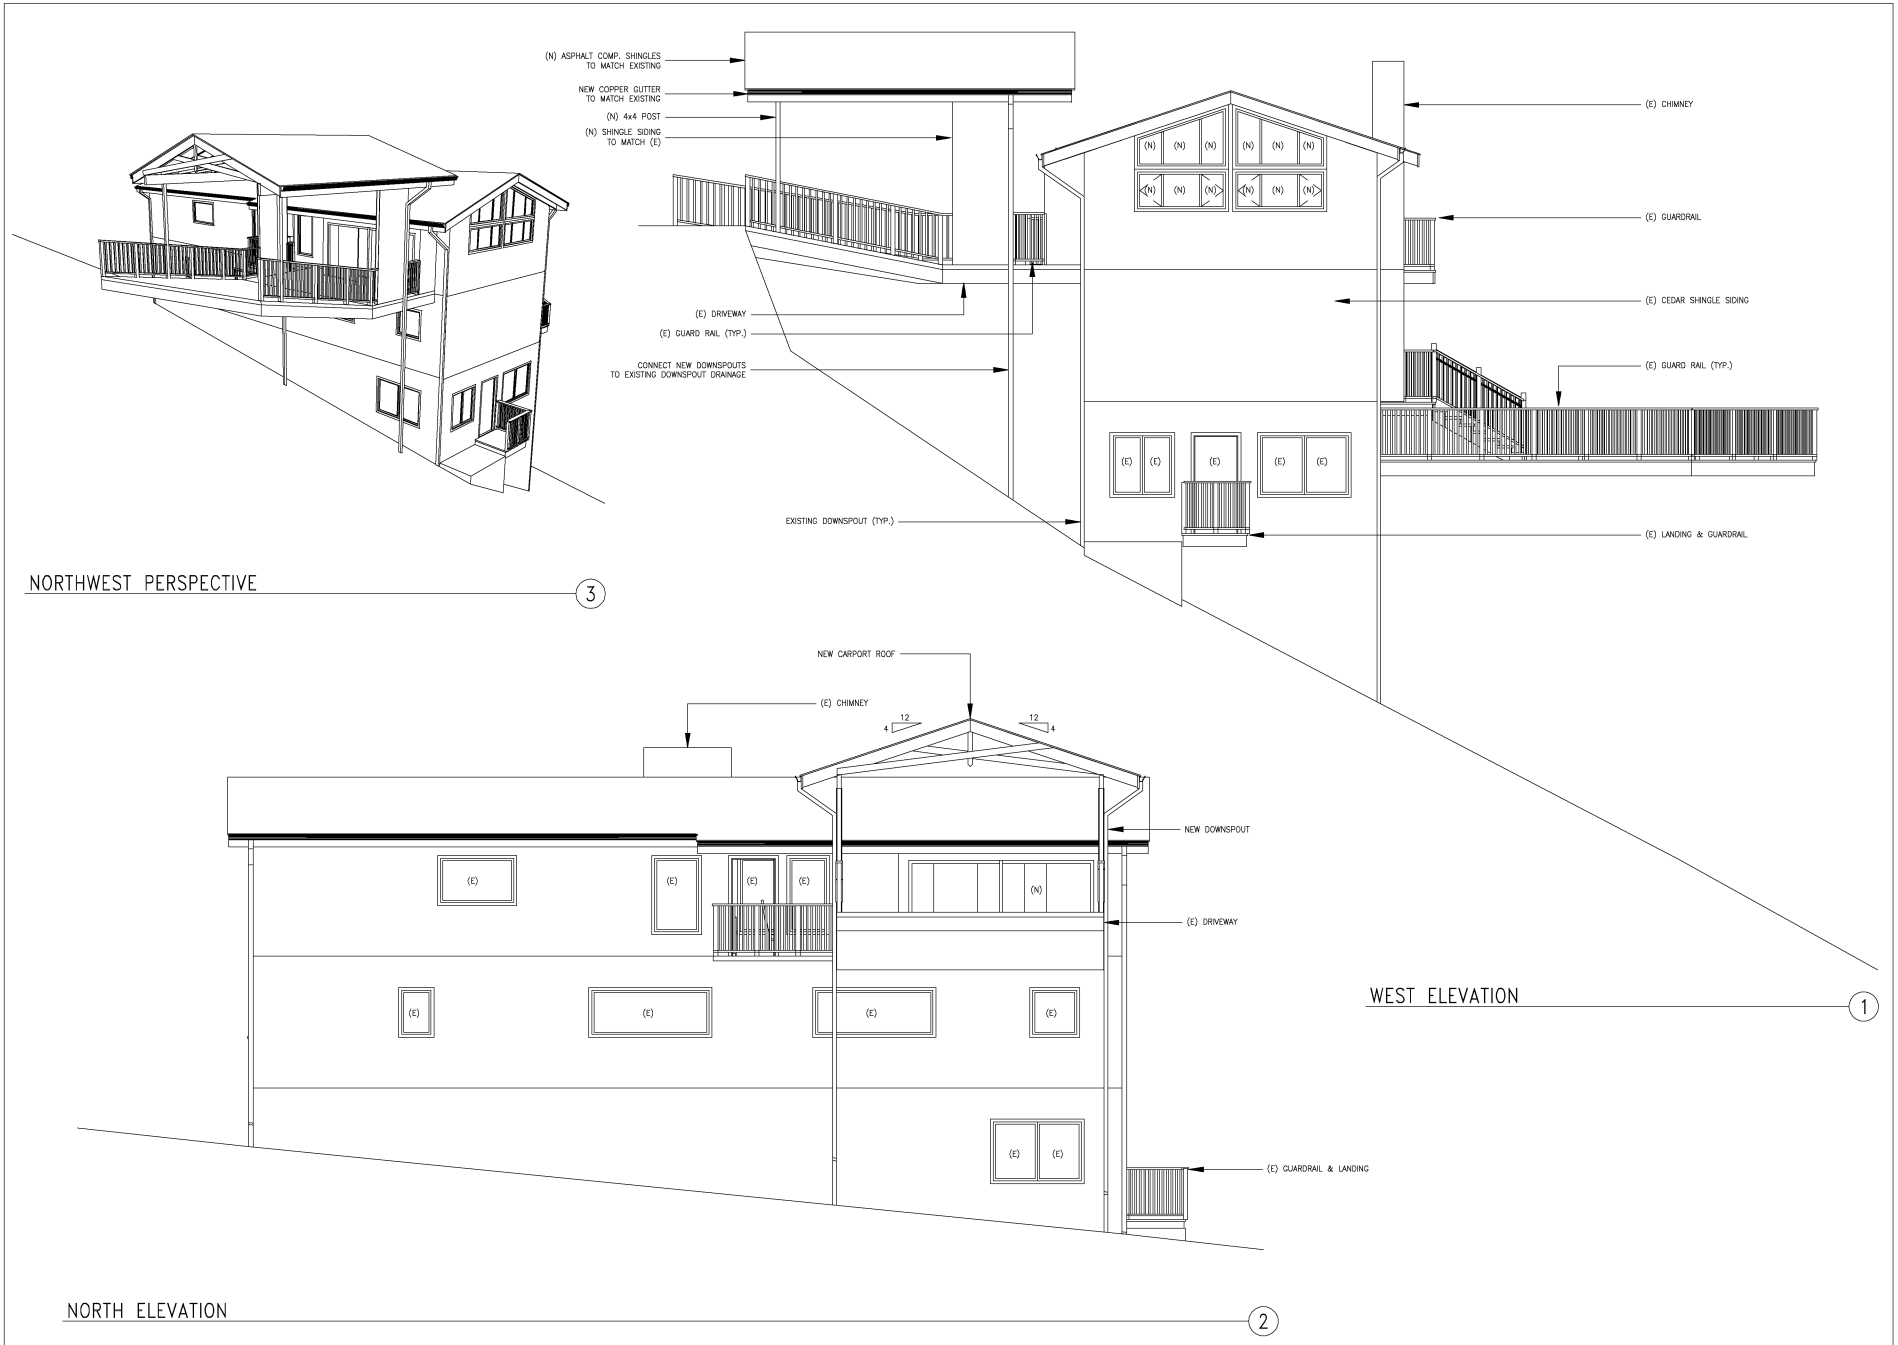 (N) ASPHALT COMP. SHINGLES
TO MATCH EXISTING
NEW COPPER GUTTER
TO MATCH EXISTING
(N) 4x4 POST
(N) SHINGLE SIDING
TO MATCH (E)
(E) DRIVEWAY
(E) GUARD RAIL (TYP.)
CONNECT NEW DOWNSPOUTS
TO EXISTING DOWNSPOUT DRAINAGE
EXISTING DOWNSPOUT (TYP.)
(N) (N) (N) (N) (N) (N)
(N) (N) (N) (N) (N) (N)
(E) (E) (E) (E) (E)
(E) CHIMNEY
(E) GUARDRAIL
(E) CEDAR SHINGLE SIDING
(E) GUARD RAIL (TYP.)
(E) LANDING & GUARDRAIL
WEST ELEVATION
1
NORTHWEST PERSPECTIVE
3
NEW CARPORT ROOF
(E) CHIMNEY
12 12
4 4
NEW DOWNSPOUT
(E) (E) (E) (E) (N)
(E) DRIVEWAY
(E) (E) (E) (E)
(E) (E)
(E) GUARDRAIL & LANDING
NORTH ELEVATION
2